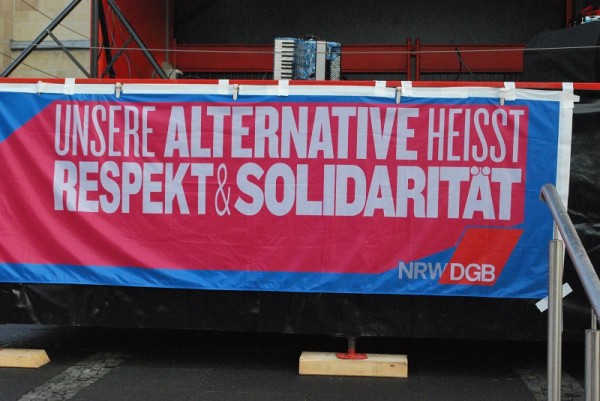 UNSERE ALTERNATIVE HEISST
RESPEKT & SOLIDARITÄT
NRW DGB